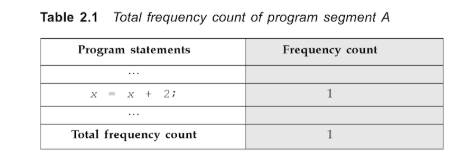 Table 2.1 Total frequency count of program segment A
Program statements Frequency count
...
x = x + 2; 1
...
Total frequency count 1